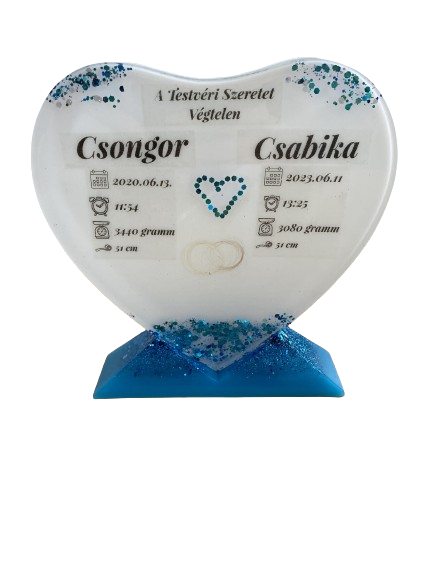 A Testvéri Szeretet
Végtelen
Csongor
2020.06.13.
11:54
3440 gramm
51 cm
Csabika
2023.06.11
13:25
3080 gramm
51 cm